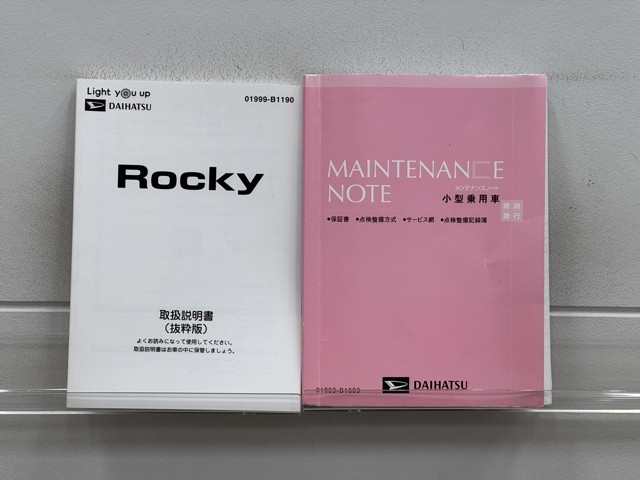 Light you up
DAIHATSU
01999-B1190
Rocky
取扱説明書
（抜粋版）
よくお読みになって使用してください。
取扱説明書はお車の中に保管しましょう。
MAINTENANCE
NOTE
メンテナンスノート
小型乗用車
●保証書 ●点検整備方式 ●サービス網 ●点検整備記録簿
携行
DAIHATSU